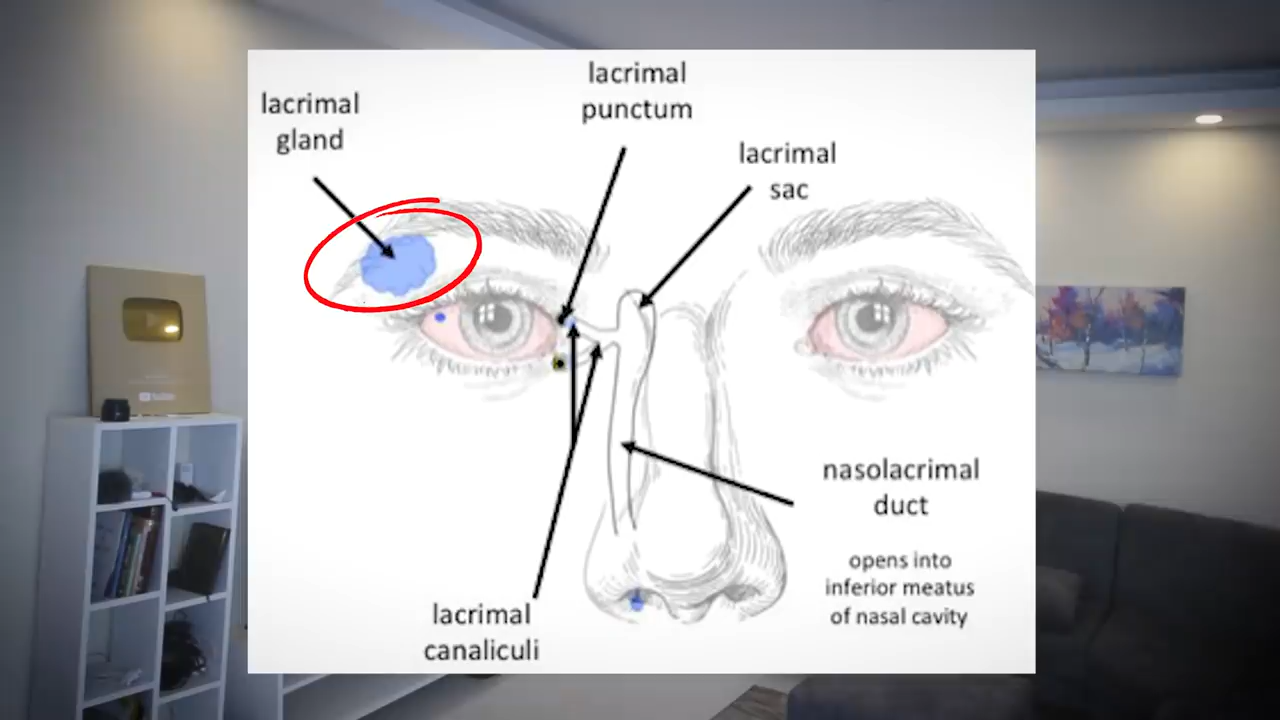 lacrimal
gland
lacrimal
punctum
lacrimal
sac
nasolacrimal
duct
opens into
inferior meatus
of nasal cavity
lacrimal
canaliculi